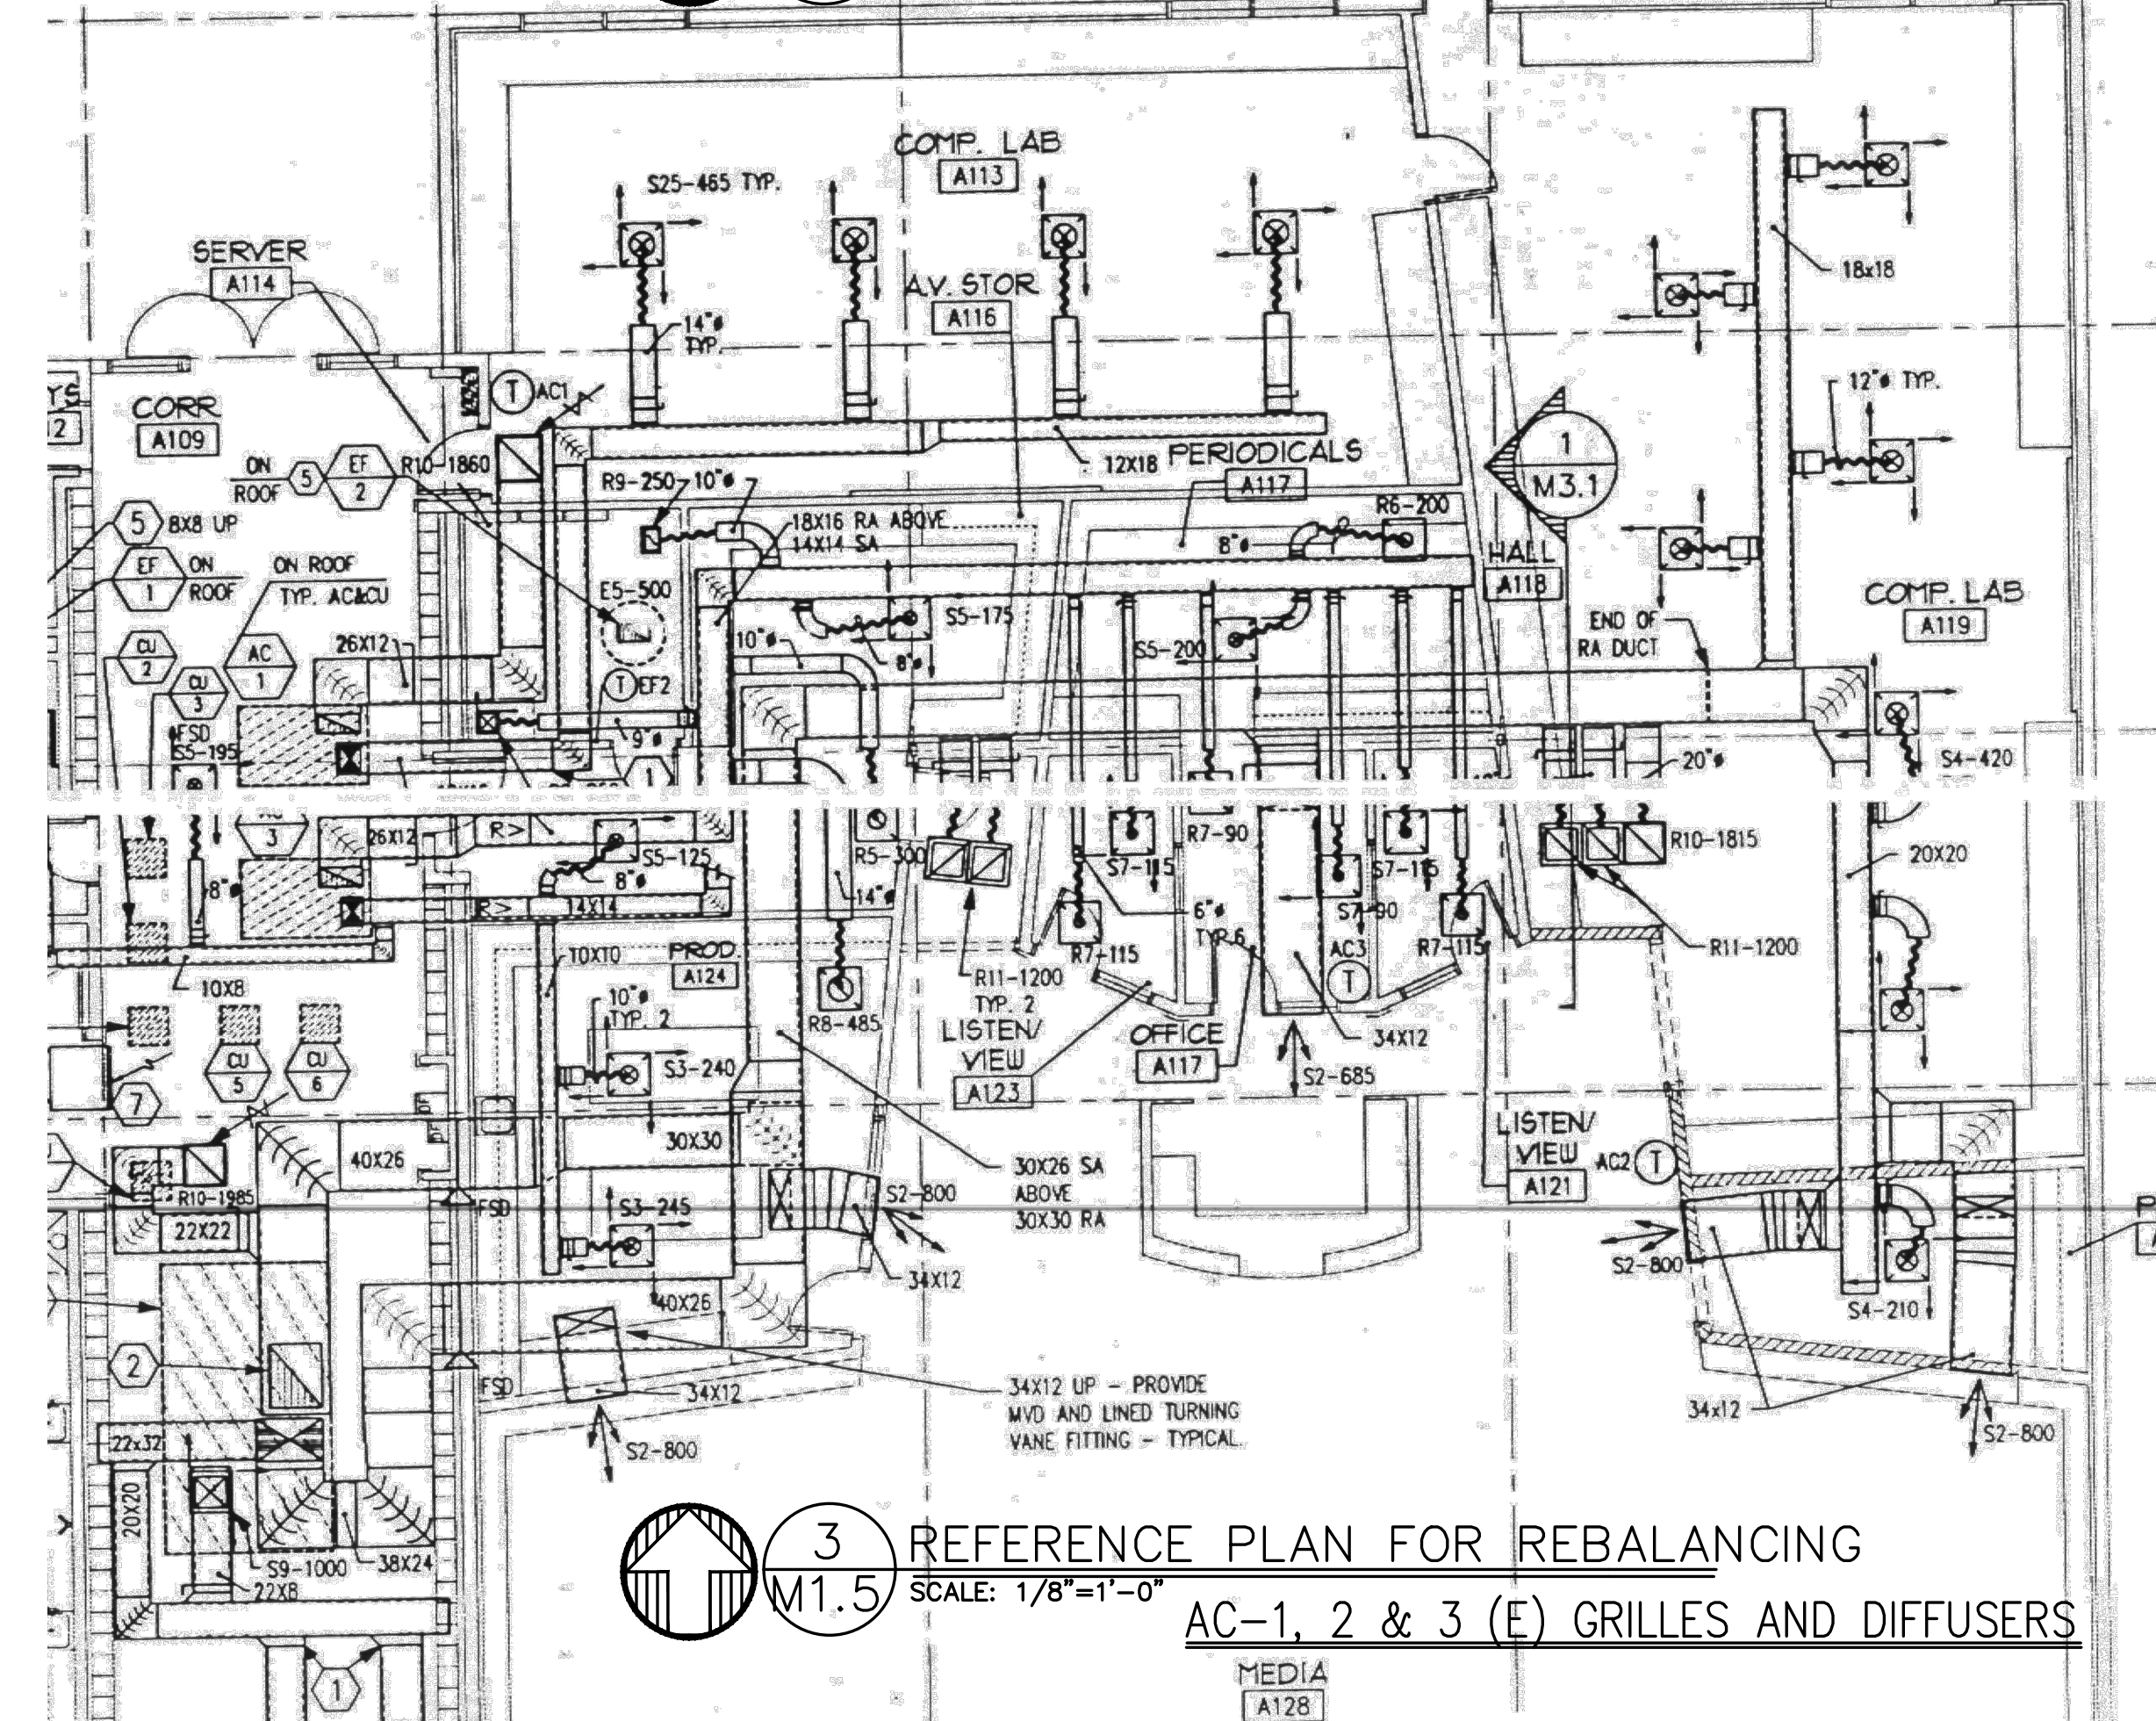 COMP. LAB
A113
S25-465 TYP.
SERVER
A114
A.V. STOR
A116
14"ø
TYP.
18x18
12"ø TYP.
CORR
A109
T AC1
YS
2
ON
ROOF
5
EF
2
R10-1860
R9-250
10"ø
12X18
PERIODICALS
A117
1
M3.1
5 8X8 UP
18X16 RA ABOVE
14X14 SA
R6-200
8"ø
HALL
A118
EF
1
ON
ROOF
ON ROOF
TYP. AC&CU
E5-500
S5-175
10"ø
8"ø
S5-200
END OF
RA DUCT
COMP. LAB
A119
CU
2
CU
3
AC
1
26X12
T EF2
FSD
S5-195
9"ø
20"ø
S4-420
3
26X12
R>
S5-125
8"ø
8"ø
R5-300
R7-90
S7-115
S7-115
R10-1815
20X20
R>
14X14
14"ø
6"ø
TYP.6
S7-90
R7-115
R7-115
R11-1200
AC3
T
10X10
PROD.
A124
10X8
10"ø
TYP. 2
R8-485
R11-1200
TYP. 2
LISTEN/
VIEW
A123
OFFICE
A117
34X12
S2-685
CU
5
CU
6
7
S3-240
30X30
LISTEN/
VIEW
A121
AC2 T
40X26
R10-1985
22X22
FSD
S3-245
S2-800
30X26 SA
ABOVE
30X30 RA
34X12
S2-800
S4-210
40X26
2
FSD
34X12
34X12 UP - PROVIDE
MVD AND LINED TURNING
VANE FITTING - TYPICAL.
34x12
S2-800
S2-800
22x32
20X20
S9-1000
38X24
22X8
3
M1.5
REFERENCE PLAN FOR REBALANCING
SCALE: 1/8"=1'-0"
AC-1, 2 & 3 (E) GRILLES AND DIFFUSERS
1
MEDIA
A128